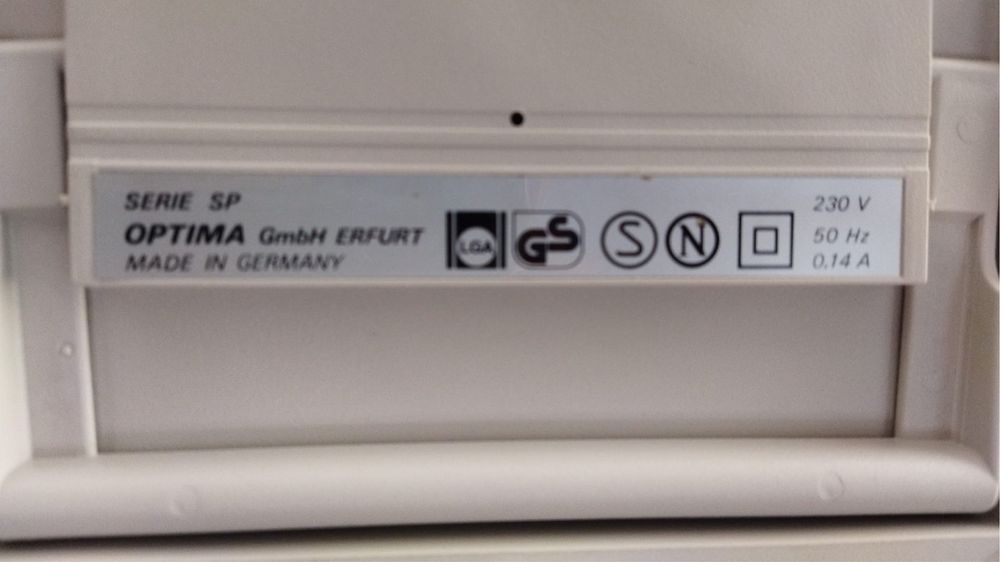 SERIE SP
OPTIMA GmbH ERFURT
MADE IN GERMANY
LGA
GS
S
N
230 V
50 Hz
0,14 A